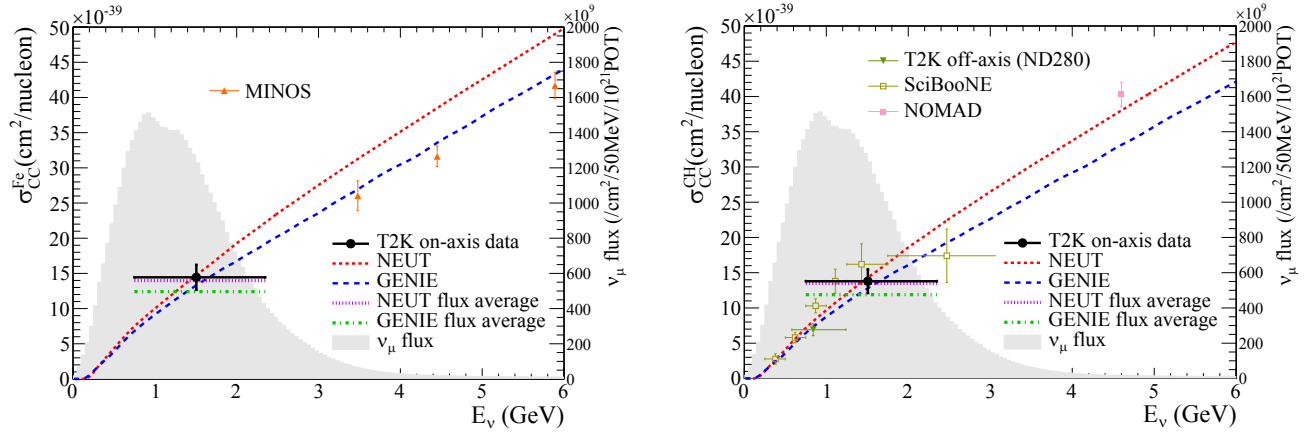 ×10⁻³⁹
×10⁹
σ_CC^Fe(cm²/nucleon)
50
45
40
35
30
25
20
15
10
5
0
MINOS
T2K on-axis data
NEUT
GENIE
NEUT flux average
GENIE flux average
ν_μ flux
0 1 2 3 4 5 6
E_ν (GeV)
2000
1800
1600
1400
1200
1000
800
600
400
200
0
ν_μ flux (/cm²/50MeV/10²¹POT)
×10⁻³⁹
×10⁹
σ_CC^CH(cm²/nucleon)
50
45
40
35
30
25
20
15
10
5
0
T2K off-axis (ND280)
SciBooNE
NOMAD
T2K on-axis data
NEUT
GENIE
NEUT flux average
GENIE flux average
ν_μ flux
0 1 2 3 4 5 6
E_ν (GeV)
2000
1800
1600
1400
1200
1000
800
600
400
200
0
ν_μ flux (/cm²/50MeV/10²¹POT)